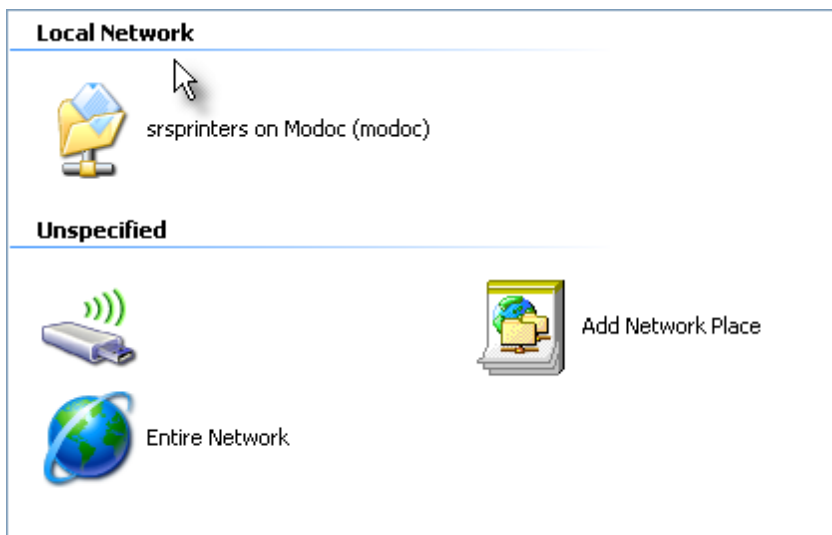 Local Network
srsprinters on Modoc (modoc)
Unspecified
Add Network Place
Entire Network